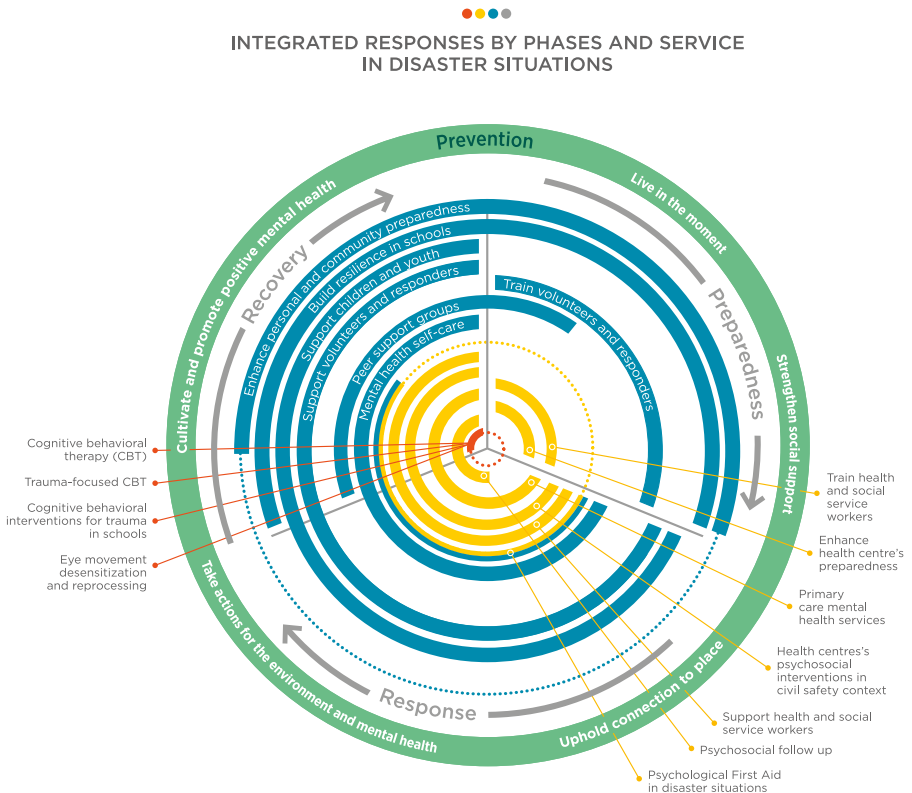 INTEGRATED RESPONSES BY PHASES AND SERVICE
IN DISASTER SITUATIONS
Prevention
Live in the moment
Strengthen social support
Uphold connection to place
Take actions for the environment and mental health
Cultivate and promote positive mental health
Recovery
Preparedness
Response
Enhance personal and community preparedness
Build resilience in schools
Support children and youth
Support volunteers and responders
Peer support groups
Mental health self-care
Train volunteers and responders
Cognitive behavioral
therapy (CBT)
Trauma-focused CBT
Cognitive behavioral
interventions for trauma
in schools
Eye movement
desensitization
and reprocessing
Train health
and social
service
workers
Enhance
health centre's
preparedness
Primary
care mental
health services
Health centres's
psychosocial
interventions in
civil safety context
Support health and social
service workers
Psychosocial follow up
Psychological First Aid
in disaster situations